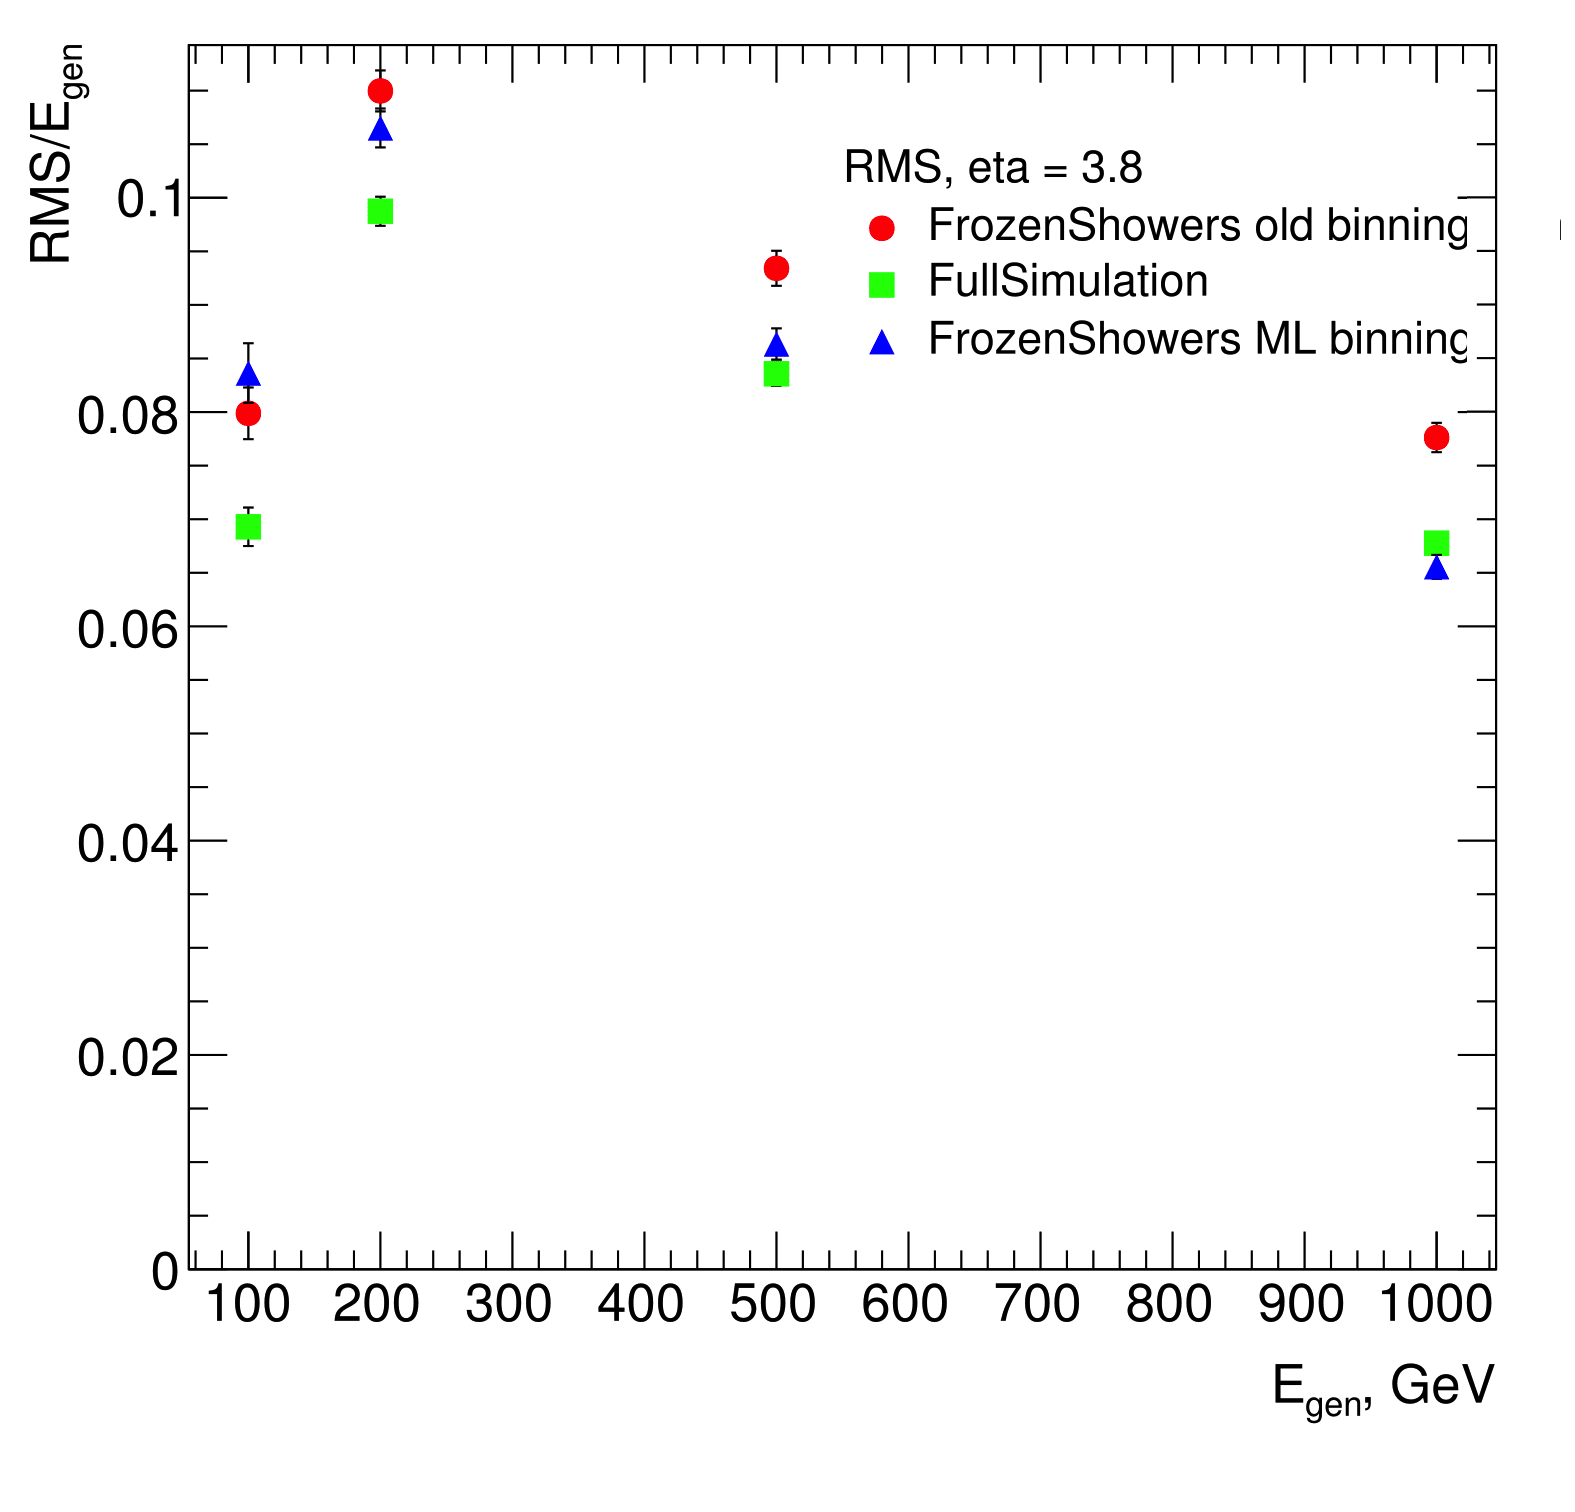 RMS/Egen
RMS, eta = 3.8
FrozenShowers old binning
FullSimulation
FrozenShowers ML binning
0.1
0.08
0.06
0.04
0.02
0
100 200 300 400 500 600 700 800 900 1000
Egen, GeV